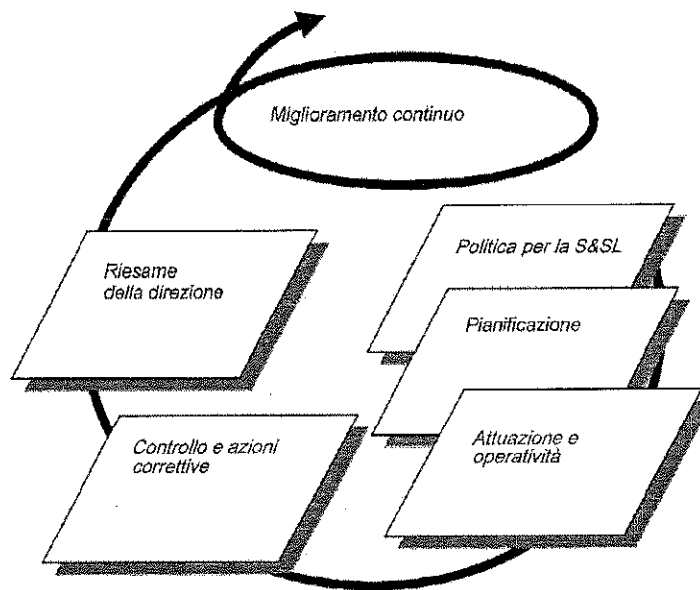 Miglioramento continuo
Politica per la S&SL
Pianificazione
Attuazione e
operatività
Controllo e azioni
correttive
Riesame
della direzione